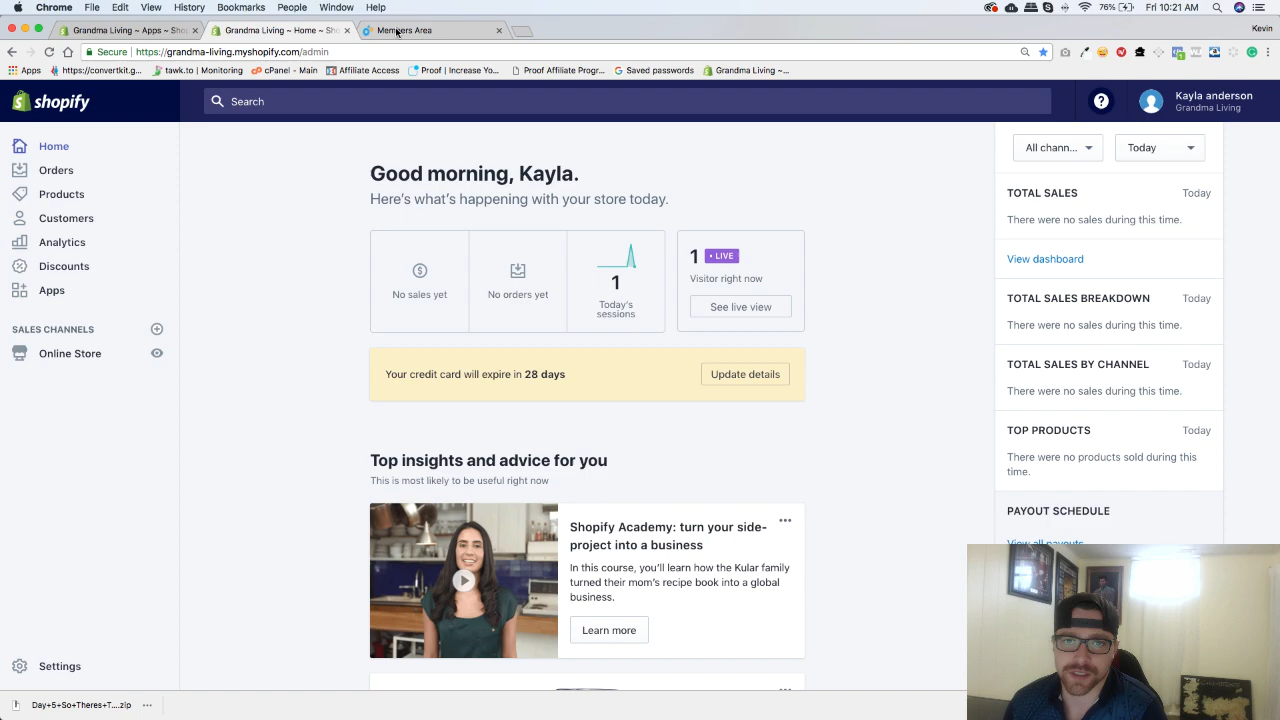 Chrome File Edit View History Bookmarks People Window Help 76% Fri 10:21 AM
Grandma Living ~ Apps ~ Sho Grandma Living ~ Home ~ Sh Members Area Kevin
Secure https://grandma-living.myshopify.com/admin
Apps https://convertkit.g... tawk.to | Monitoring cPanel - Main Affiliate Access Proof | Increase Yo... Proof Affiliate Progr... Saved passwords Grandma Living ~...
shopify
Search
?
Kayla anderson
Grandma Living
Home
Orders
Products
Customers
Analytics
Discounts
Apps
SALES CHANNELS
Online Store
Settings
Good morning, Kayla.
Here's what's happening with your store today.
No sales yet
No orders yet
1
Today's
sessions
1 • LIVE
Visitor right now
See live view
Your credit card will expire in 28 days
Update details
Top insights and advice for you
This is most likely to be useful right now
Shopify Academy: turn your side-
project into a business
In this course, you'll learn how the Kular family
turned their mom's recipe book into a global
business.
Learn more
All chann...
Today
TOTAL SALES Today
There were no sales during this time.
View dashboard
TOTAL SALES BREAKDOWN Today
There were no sales during this time.
TOTAL SALES BY CHANNEL Today
There were no sales during this time.
TOP PRODUCTS Today
There were no products sold during this
time.
PAYOUT SCHEDULE
View all payouts
Day+5+So+Theres+T....zip